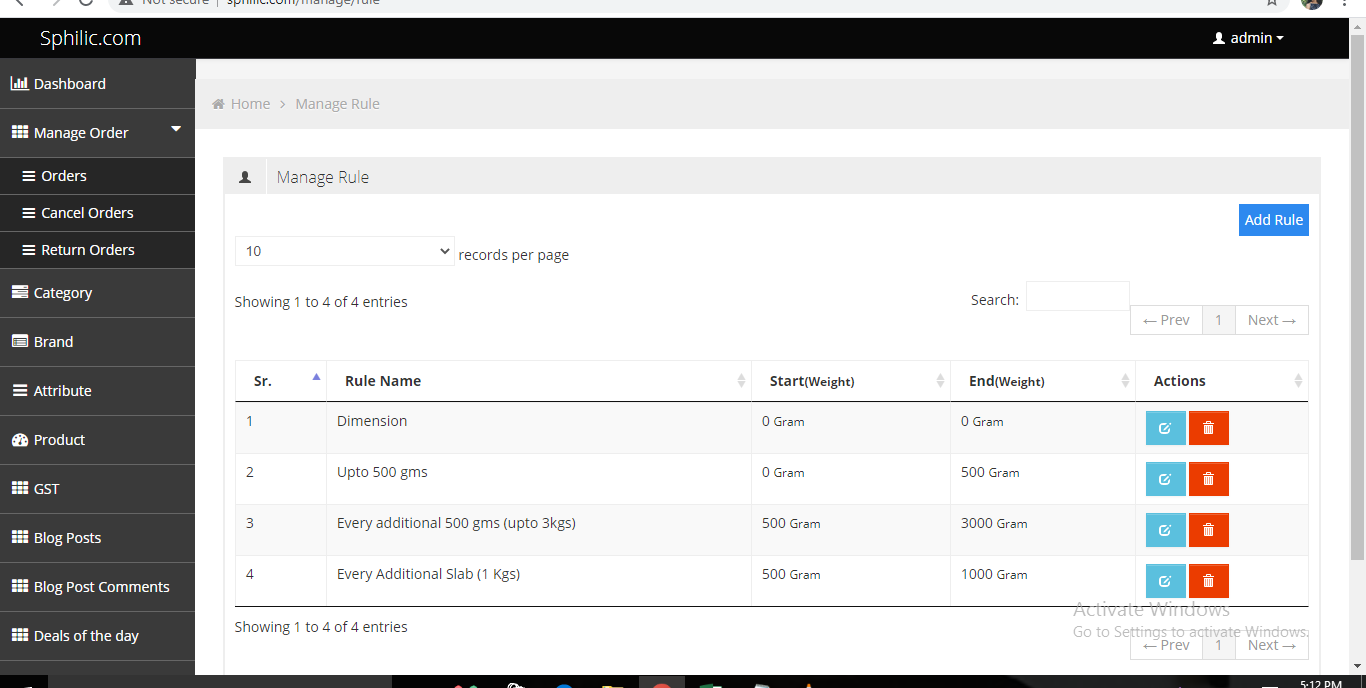 Not secure | sphilic.com/manage/rule
Sphilic.com
admin
Dashboard
Home > Manage Rule
Manage Order
Orders
Cancel Orders
Return Orders
Category
Brand
Attribute
Product
GST
Blog Posts
Blog Post Comments
Deals of the day
Manage Rule
Add Rule
10 records per page
Showing 1 to 4 of 4 entries
Search:
← Prev 1 Next →
Sr. Rule Name Start(Weight) End(Weight) Actions
1 Dimension 0 Gram 0 Gram
2 Upto 500 gms 0 Gram 500 Gram
3 Every additional 500 gms (upto 3kgs) 500 Gram 3000 Gram
4 Every Additional Slab (1 Kgs) 500 Gram 1000 Gram
Showing 1 to 4 of 4 entries
← Prev 1 Next →
Activate Windows
Go to Settings to activate Windows.
5:12 PM